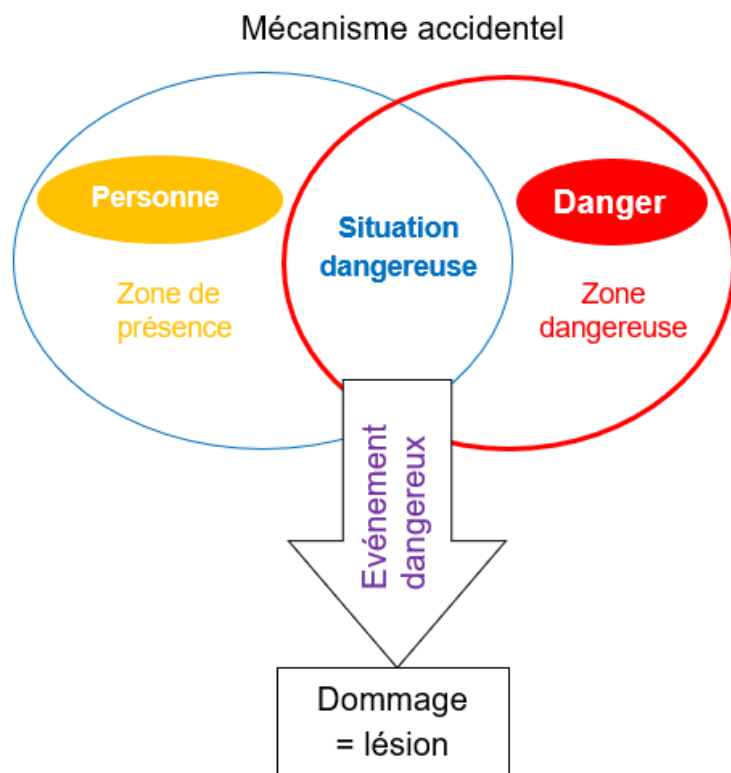 Mécanisme accidentel
Personne
Danger
Situation
dangereuse
Zone de
présence
Zone
dangereuse
Evénement
dangereux
Dommage
= lésion